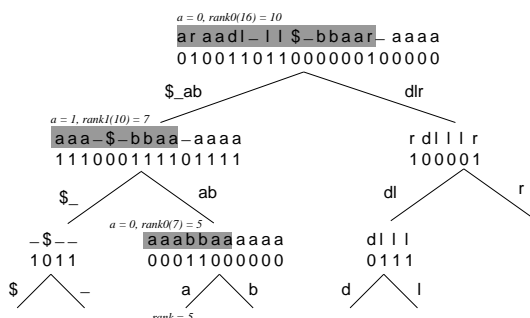 a = 0, rank0(16) = 10
araadl_ll$_bbaar_aaaa
010011011000000100000
$_ab
dlr
a = 1, rank1(10) = 7
aaa_$_bbaa_aaaa
111000111101111
rdlllr
100001
$_
ab
dl
r
a = 0, rank0(7) = 5
_$__
1011
aaabbaaaaaa
00011000000
dlll
0111
$
_
a
b
d
l
rank = 5